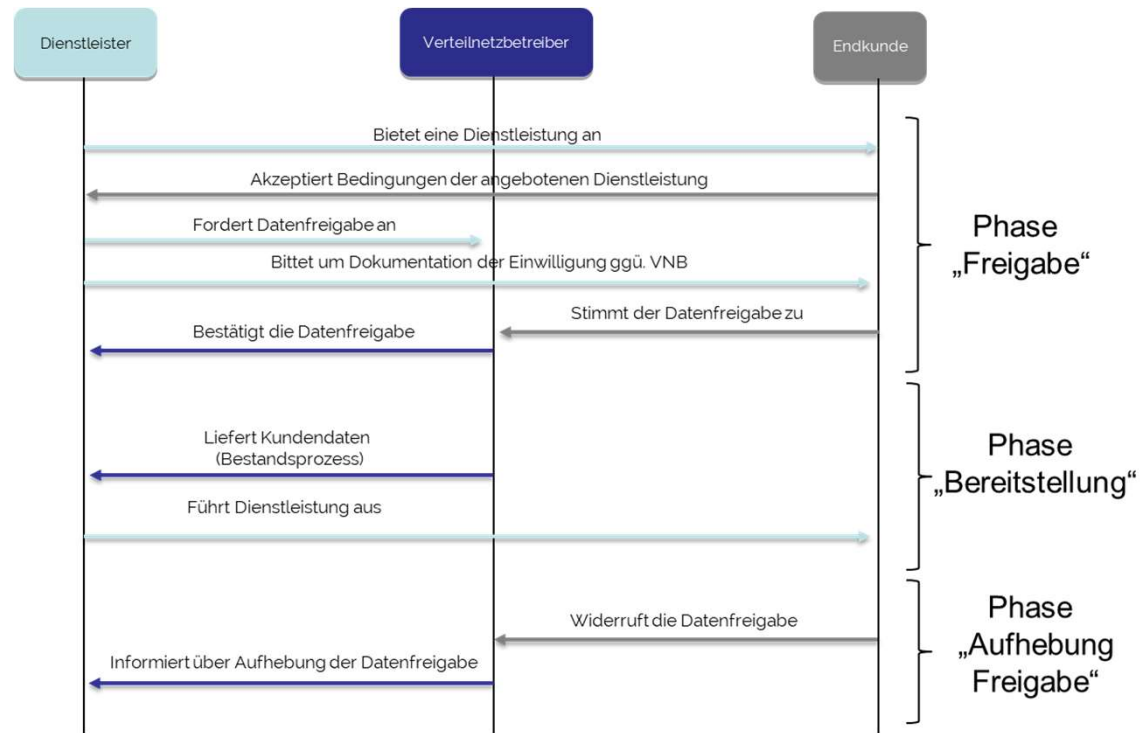 Dienstleister
Verteilnetzbetreiber
Endkunde
Bietet eine Dienstleistung an
Akzeptiert Bedingungen der angebotenen Dienstleistung
Fordert Datenfreigabe an
Bittet um Dokumentation der Einwilligung ggü. VNB
Stimmt der Datenfreigabe zu
Bestätigt die Datenfreigabe
Phase
„Freigabe“
Liefert Kundendaten
(Bestandsprozess)
Führt Dienstleistung aus
Phase
„Bereitstellung“
Widerruft die Datenfreigabe
Informiert über Aufhebung der Datenfreigabe
Phase
„Aufhebung
Freigabe“